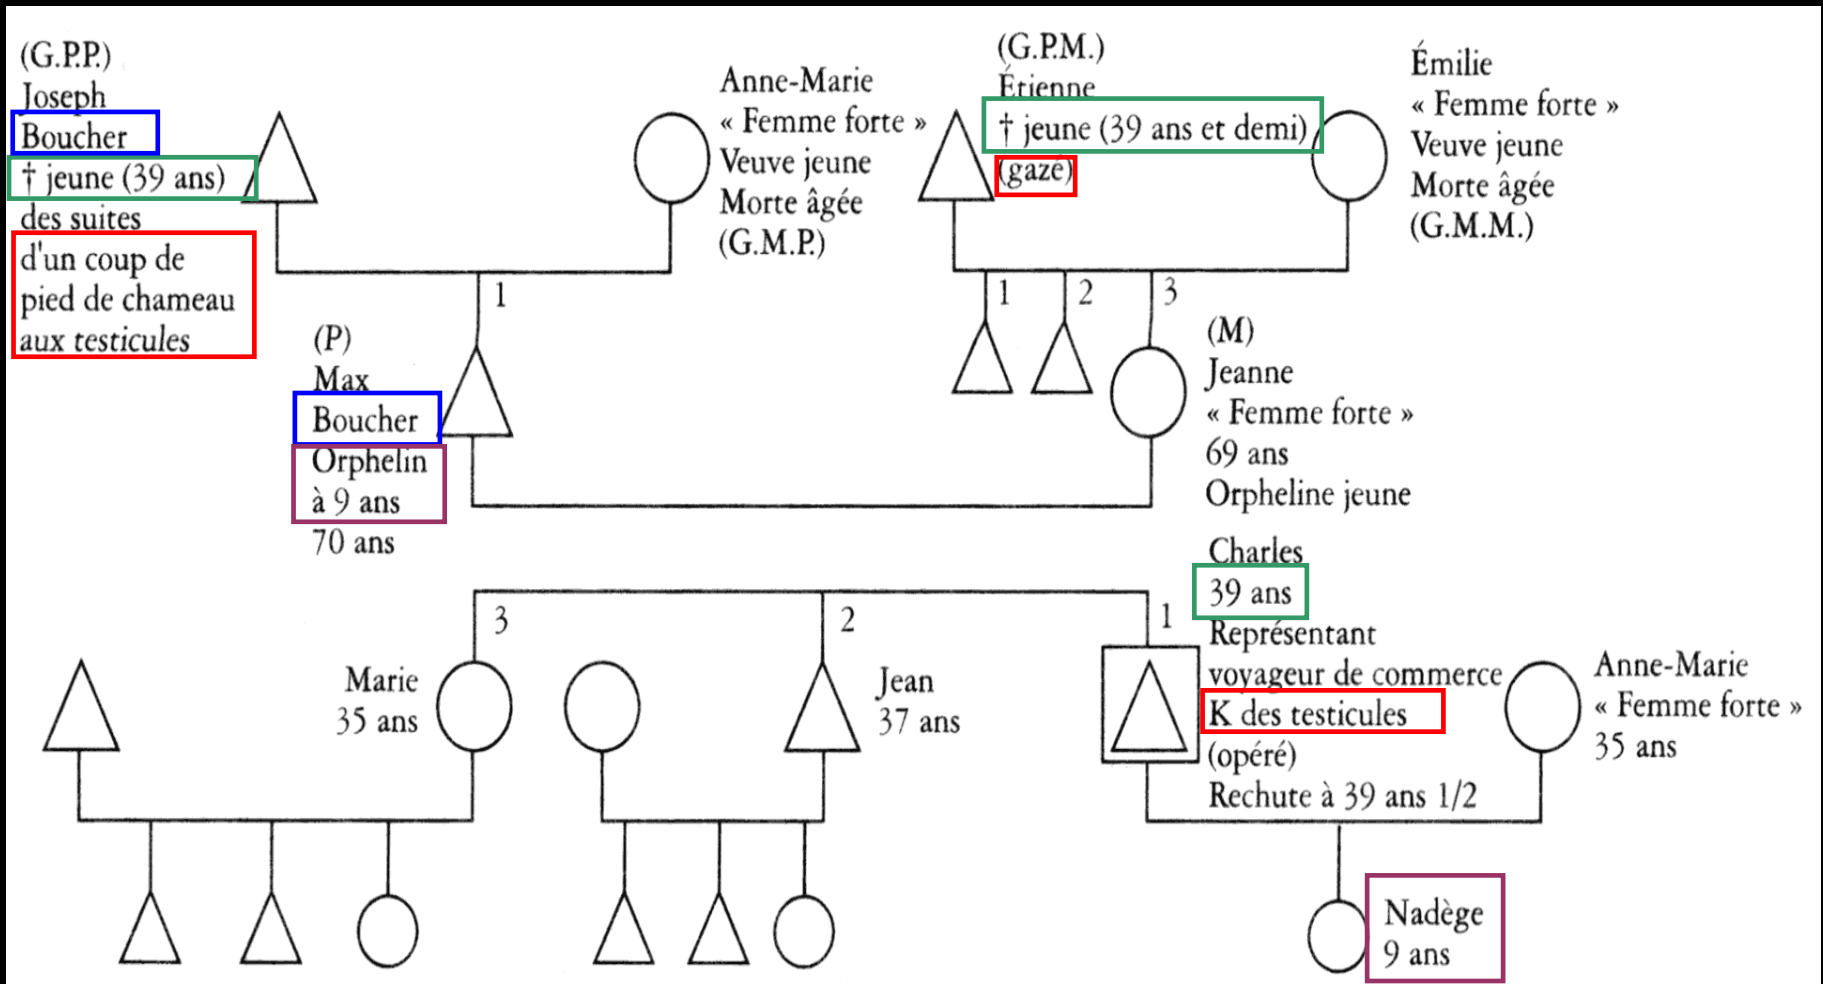 (G.P.P.)
Joseph
Boucher
† jeune (39 ans)
des suites
d'un coup de
pied de chameau
aux testicules
Anne-Marie
« Femme forte »
Veuve jeune
Morte âgée
(G.M.P.)
(G.P.M.)
Étienne
† jeune (39 ans et demi)
(gazé)
Émilie
« Femme forte »
Veuve jeune
Morte âgée
(G.M.M.)
1
1
2
3
(P)
Max
Boucher
Orphelin
à 9 ans
70 ans
(M)
Jeanne
« Femme forte »
69 ans
Orpheline jeune
3
2
1
Marie
35 ans
Jean
37 ans
Charles
39 ans
Représentant
voyageur de commerce
K des testicules
(opéré)
Rechute à 39 ans 1/2
Anne-Marie
« Femme forte »
35 ans
Nadège
9 ans